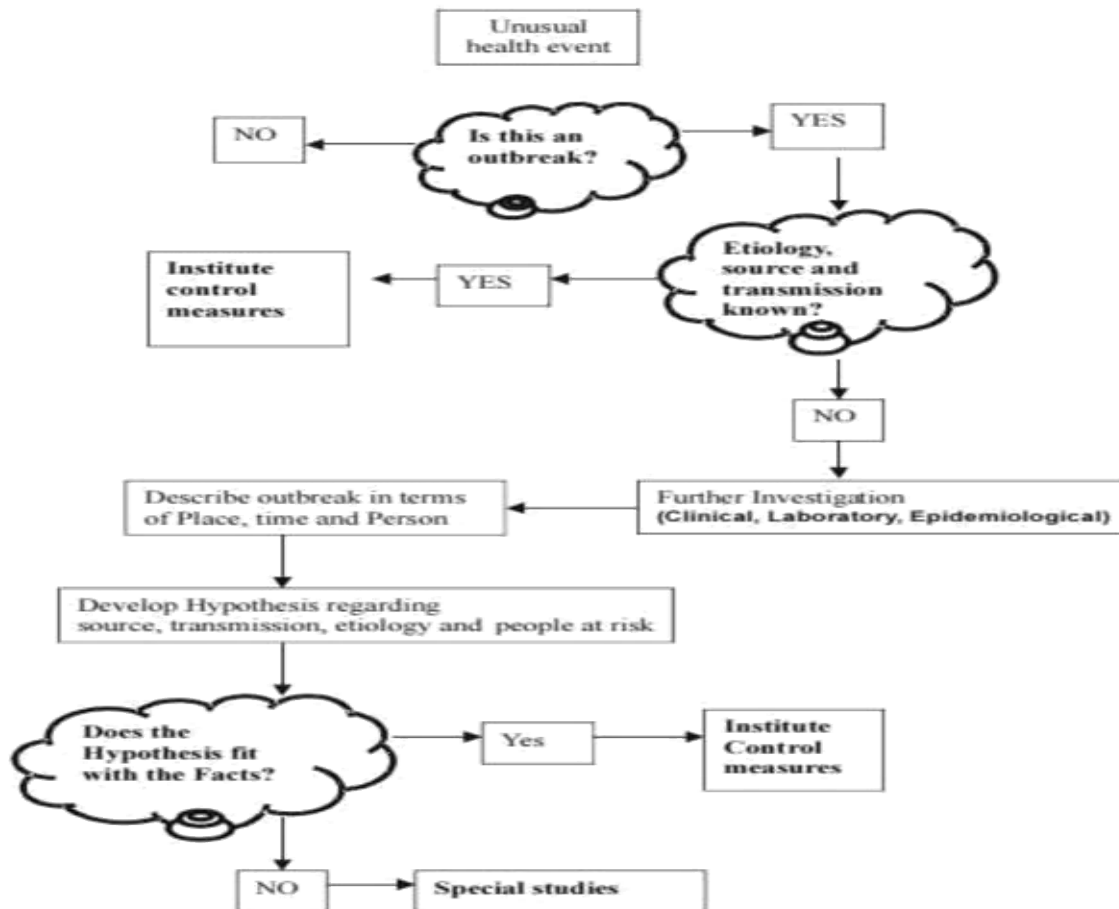 Unusual
health event
NO
Is this an
outbreak?
YES
Etiology,
source and
transmission
known?
YES
Institute
control
measures
NO
Further Investigation
(Clinical, Laboratory, Epidemiological)
Describe outbreak in terms
of Place, time and Person
Develop Hypothesis regarding
source, transmission, etiology and people at risk
Does the
Hypothesis fit
with the Facts?
Yes
Institute
Control
measures
NO
Special studies